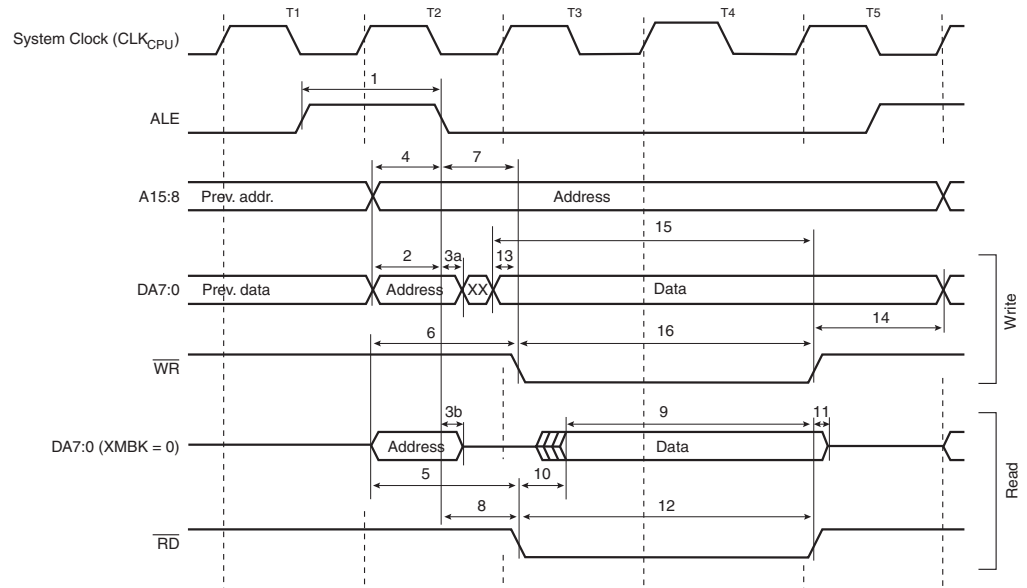 T1 T2 T3 T4 T5
System Clock (CLKCPU)
1
ALE
4 7
A15:8 Prev. addr. Address
15
2 3a 13
DA7:0 Prev. data Address XX Data
14
6 16
WR
Write
3b 9 11
DA7:0 (XMBK = 0) Address Data
5 10
8 12
RD
Read